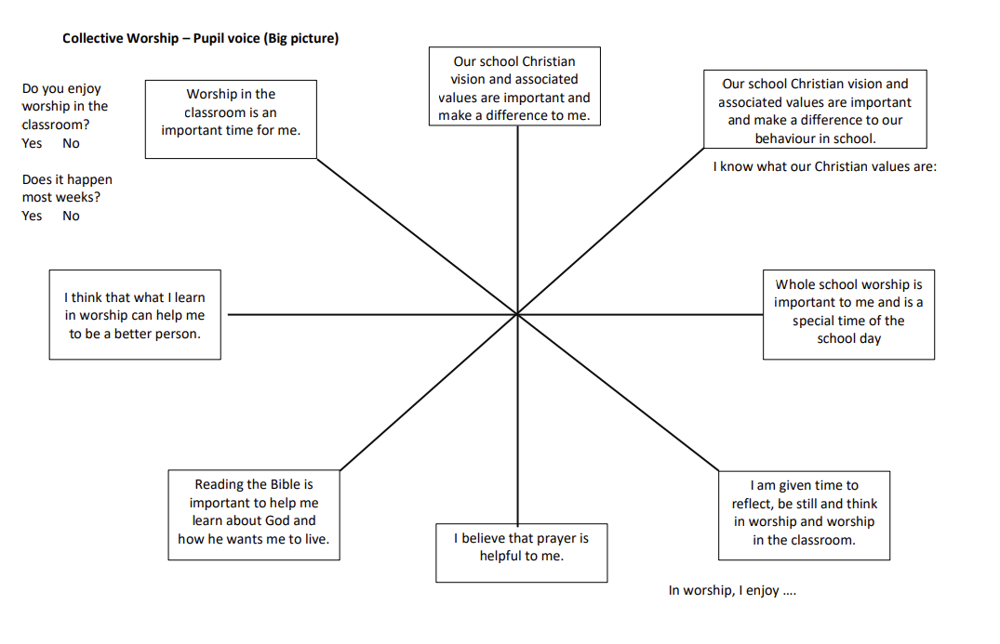 Collective Worship – Pupil voice (Big picture)
Do you enjoy
worship in the
classroom?
Yes No
Does it happen
most weeks?
Yes No
Worship in the
classroom is an
important time for me.
Our school Christian
vision and associated
values are important and
make a difference to me.
Our school Christian vision and
associated values are important
and make a difference to our
behaviour in school.
I know what our Christian values are:
I think that what I learn
in worship can help me
to be a better person.
Whole school worship is
important to me and is a
special time of the
school day
Reading the Bible is
important to help me
learn about God and
how he wants me to live.
I believe that prayer is
helpful to me.
I am given time to
reflect, be still and think
in worship and worship
in the classroom.
In worship, I enjoy ….